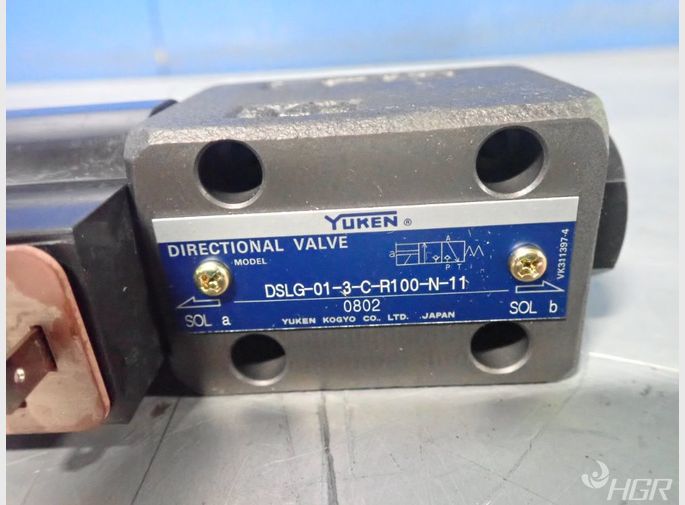 YUKEN ®
DIRECTIONAL VALVE
MODEL
a
A
P T
DSLG-01-3-C-R100-N-11
0802
SOL a
SOL b
YUKEN KOGYO CO., LTD. JAPAN
VK311397-4
HGR